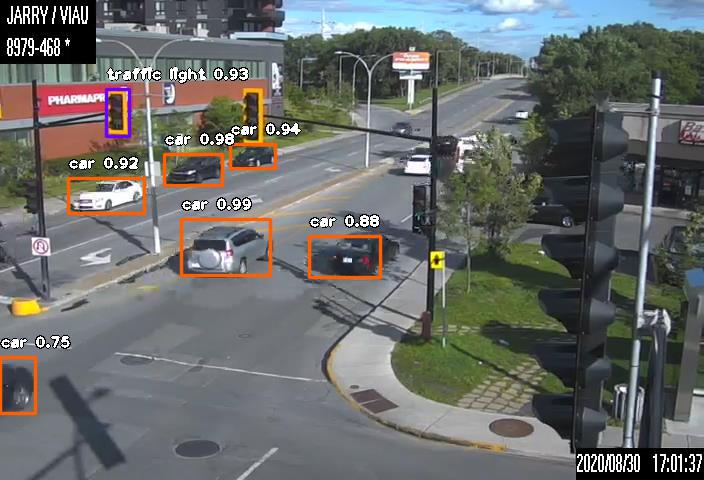 JARRY / VIAU
8979-468 *
traffic light 0.93
PHARMAPR
car 0.98
car 0.94
car 0.92
car 0.99
car 0.88
car 0.75
2020/08/30 17:01:37